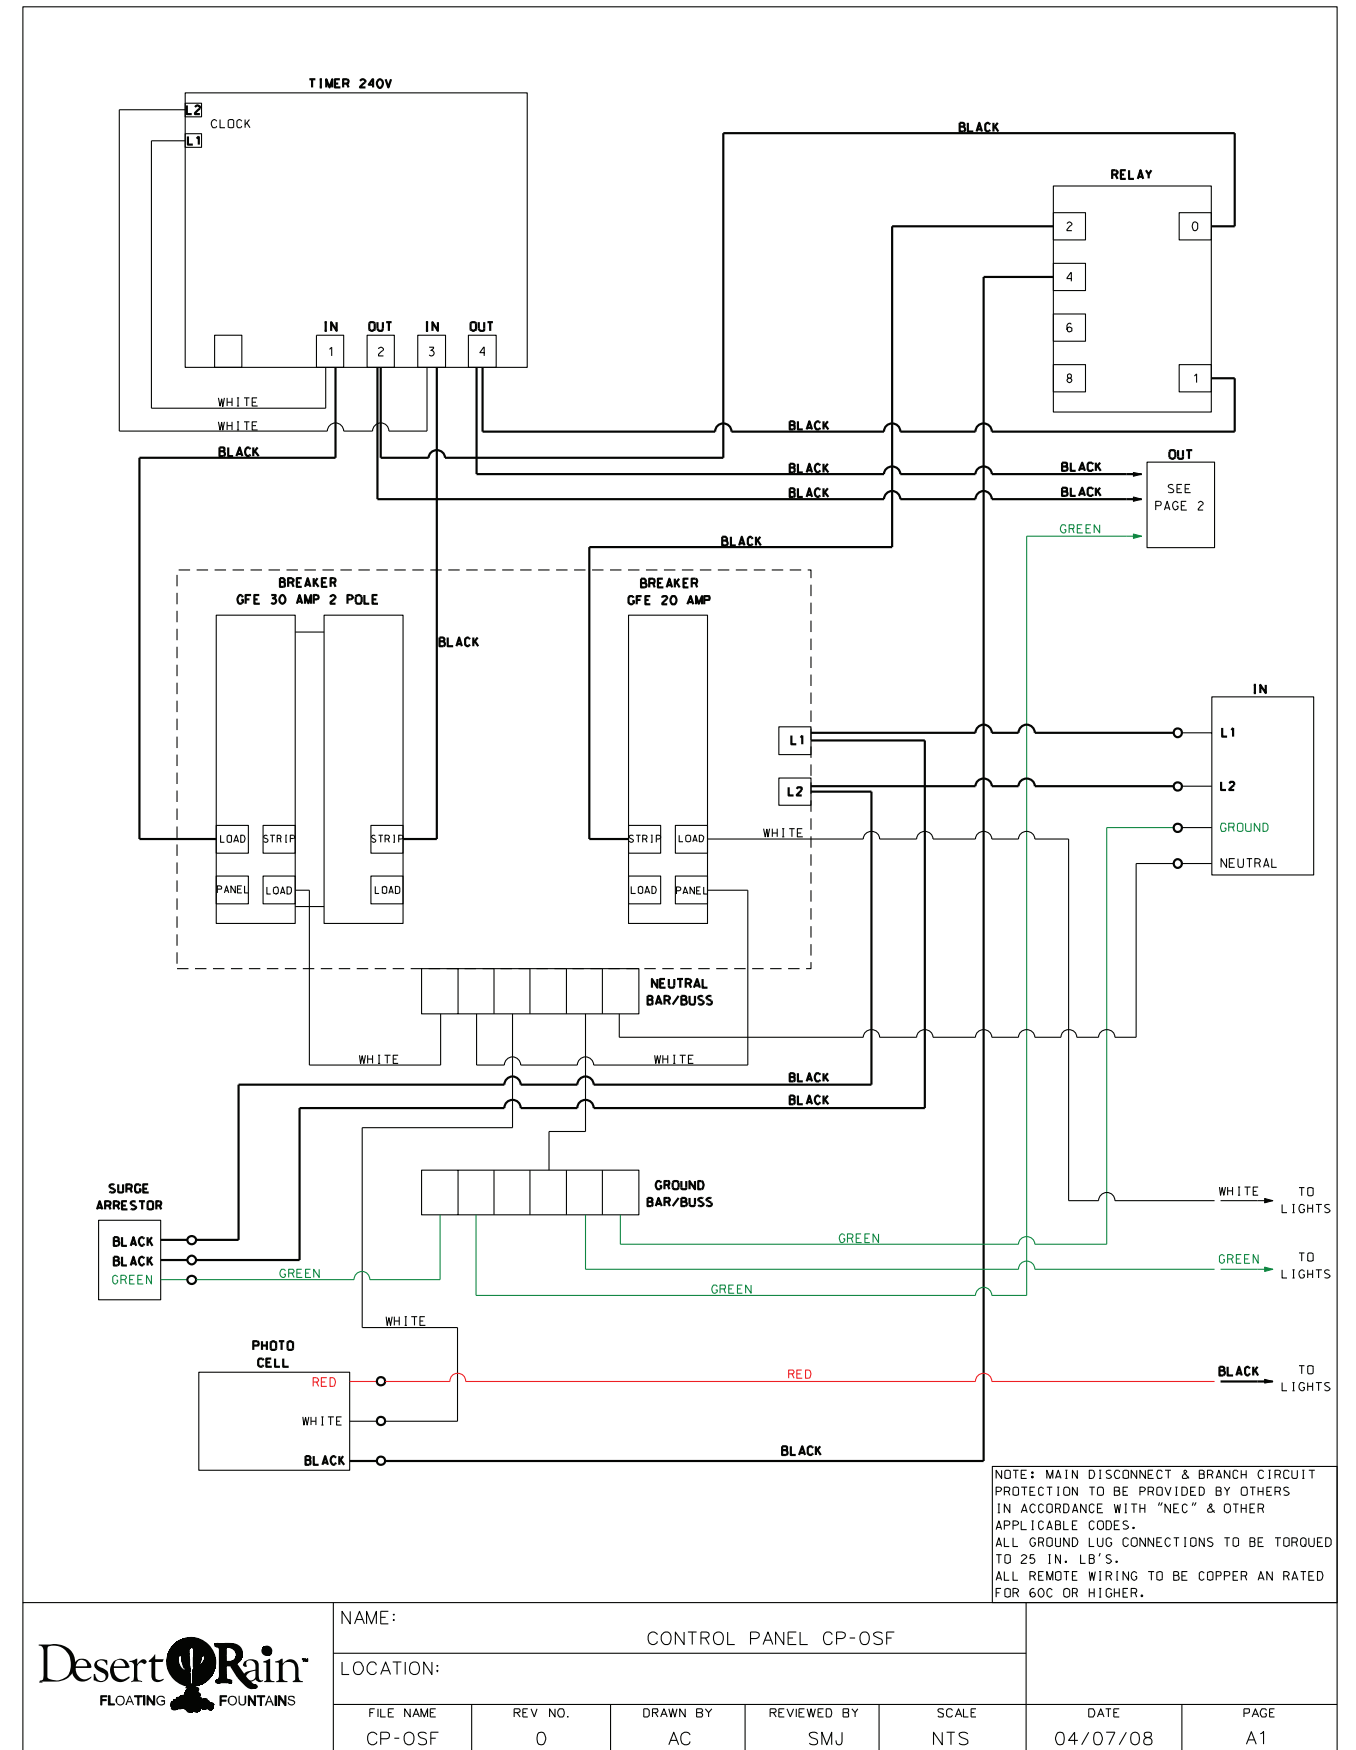 TIMER 240V
L2
CLOCK
L1
BLACK
RELAY
2
0
4
6
8
1
IN
OUT
IN
OUT
1
2
3
4
WHITE
WHITE
BLACK
BLACK
BLACK
BLACK
BLACK
BLACK
OUT
SEE
PAGE 2
GREEN
BLACK
BREAKER
GFE 30 AMP 2 POLE
BREAKER
GFE 20 AMP
BLACK
IN
L1
L1
L2
L2
GROUND
NEUTRAL
WHITE
LOAD
STRIP
STRIP
STRIP
LOAD
PANEL
LOAD
LOAD
LOAD
PANEL
NEUTRAL
BAR/BUSS
WHITE
WHITE
BLACK
BLACK
SURGE
ARRESTOR
GROUND
BAR/BUSS
WHITE
TO
LIGHTS
BLACK
BLACK
GREEN
GREEN
GREEN
GREEN
TO
LIGHTS
GREEN
WHITE
PHOTO
CELL
RED
RED
BLACK
TO
LIGHTS
WHITE
BLACK
BLACK
NOTE: MAIN DISCONNECT & BRANCH CIRCUIT
PROTECTION TO BE PROVIDED BY OTHERS
IN ACCORDANCE WITH "NEC" & OTHER
APPLICABLE CODES.
ALL GROUND LUG CONNECTIONS TO BE TORQUED
TO 25 IN. LB'S.
ALL REMOTE WIRING TO BE COPPER AN RATED
FOR 60C OR HIGHER.
Desert Rain
FLOATING FOUNTAINS
NAME:
CONTROL PANEL CP-OSF
LOCATION:
FILE NAME
CP-OSF
REV NO.
0
DRAWN BY
AC
REVIEWED BY
SMJ
SCALE
NTS
DATE
04/07/08
PAGE
A1